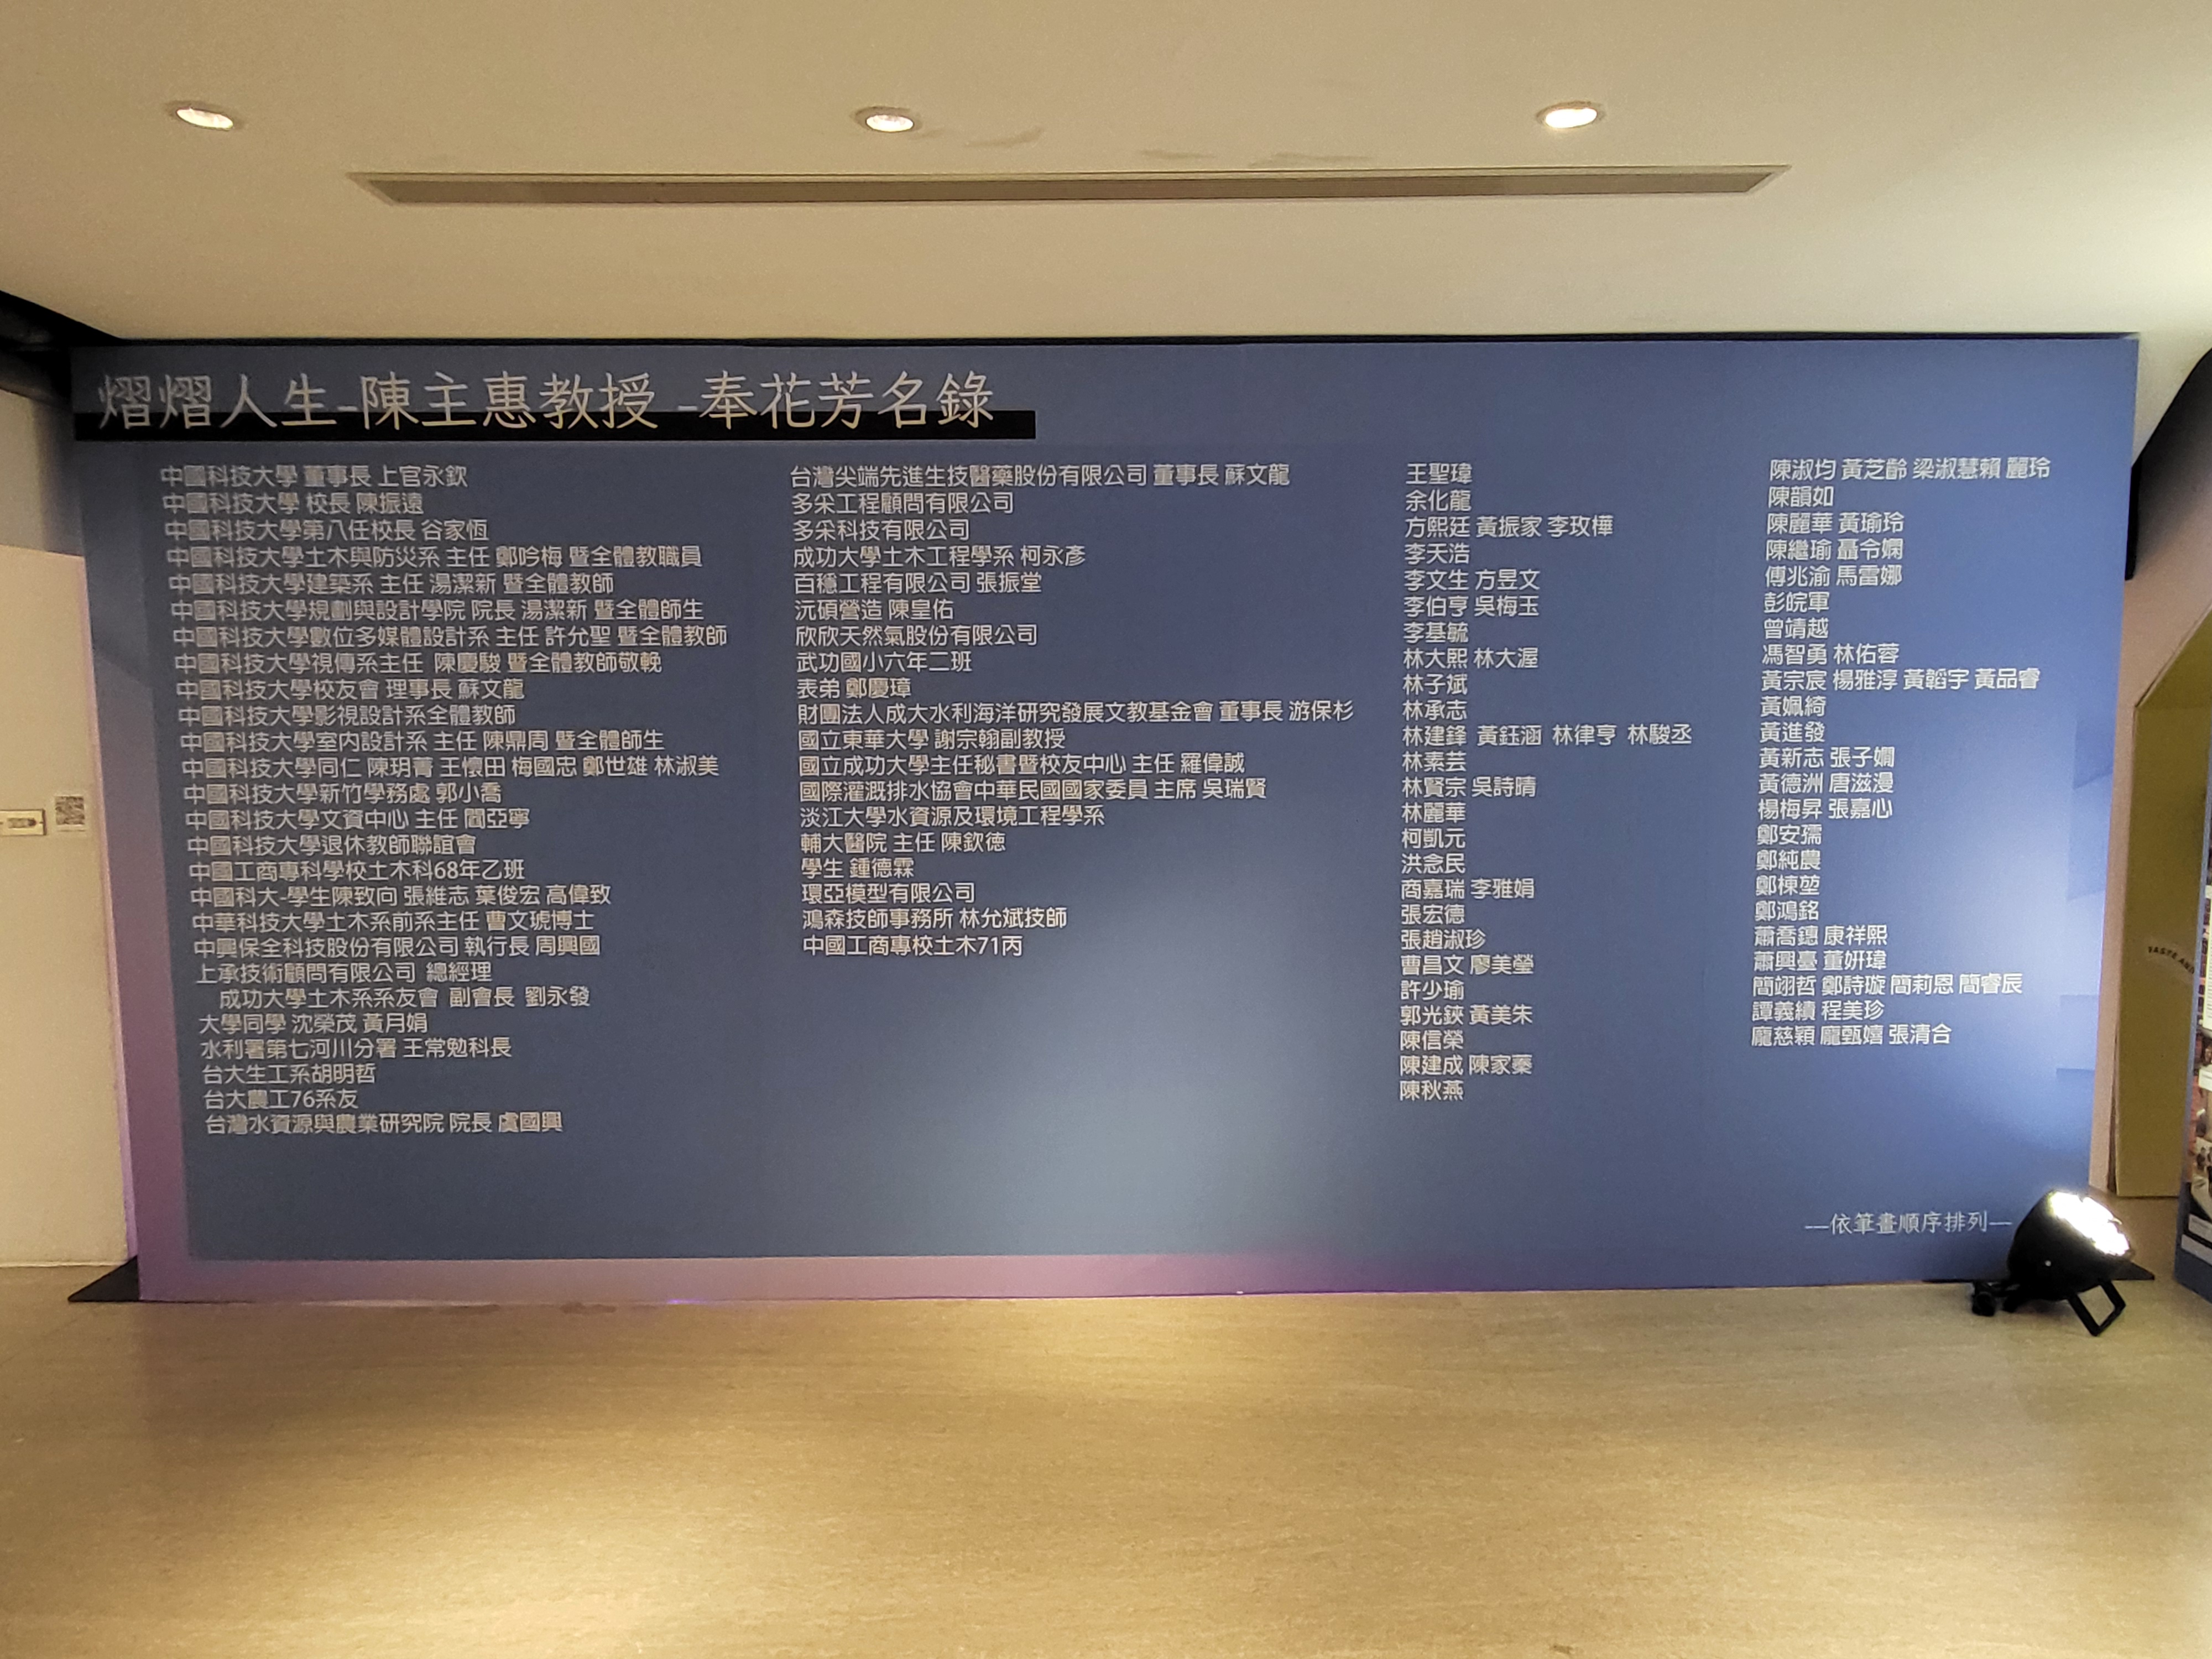 熠熠人生-陳主惠教授 -奉花芳名錄
中國科技大學 董事長 上官永欽
中國科技大學 校長 陳振遠
中國科技大學第八任校長 谷家恆
中國科技大學土木與防災系 主任 鄭吟梅 暨全體教職員
中國科技大學建築系 主任 湯潔新 暨全體教師
中國科技大學規劃與設計學院 院長 湯潔新 暨全體師生
中國科技大學數位多媒體設計系 主任 許允聖 暨全體教師
中國科技大學視傳系主任 陳慶駿 暨全體教師敬輓
中國科技大學校友會 理事長 蘇文龍
中國科技大學影視設計系全體教師
中國科技大學室內設計系 主任 陳鼎周 暨全體師生
中國科技大學同仁 陳玥菁 王懷田 梅國忠 鄭世雄 林淑美
中國科技大學新竹學務處 郭小喬
中國科技大學文資中心 主任 閻亞寧
中國科技大學退休教師聯誼會
中國工商專科學校土木科68年乙班
中國科大-學生陳致向 張維志 葉俊宏 高偉致
中華科技大學土木系前系主任 曹文琥博士
中興保全科技股份有限公司 執行長 周興國
上承技術顧問有限公司 總經理
成功大學土木系系友會 副會長 劉永發
大學同學 沈榮茂 黃月娟
水利署第七河川分署 王常勉科長
台大生工系胡明哲
台大農工76系友
台灣水資源與農業研究院 院長 虞國興
台灣尖端先進生技醫藥股份有限公司 董事長 蘇文龍
多采工程顧問有限公司
多采科技有限公司
成功大學土木工程學系 柯永彥
百穩工程有限公司 張振堂
沅碩營造 陳皇佑
欣欣天然氣股份有限公司
武功國小六年二班
表弟 鄭慶璋
財團法人成大水利海洋研究發展文教基金會 董事長 游保杉
國立東華大學 謝宗翰副教授
國立成功大學主任秘書暨校友中心 主任 羅偉誠
國際灌溉排水協會中華民國國家委員 主席 吳瑞賢
淡江大學水資源及環境工程學系
輔大醫院 主任 陳欽德
學生 鍾德霖
環亞模型有限公司
鴻森技師事務所 林允斌技師
中國工商專校土木71丙
王聖瑋
余化龍
方熙廷 黃振家 李玫樺
李天浩
李文生 方昱文
李伯亨 吳梅玉
李基毓
林大熙 林大渥
林子斌
林承志
林建鋒 黃鈺涵 林律亨 林駿丞
林素芸
林賢宗 吳詩晴
林麗華
柯凱元
洪念民
商嘉瑞 李雅娟
張宏德
張趙淑珍
曹昌文 廖美瑩
許少瑜
郭光鋏 黃美朱
陳信榮
陳建成 陳家蓁
陳秋燕
陳淑均 黃芝齡 梁淑慧賴 麗玲
陳韻如
陳麗華 黃瑜玲
陳繼瑜 聶令嫻
傅兆渝 馬雷娜
彭皖軍
曾靖越
馮智勇 林佑蓉
黃宗宸 楊雅淳 黃韜宇 黃品睿
黃姵綺
黃進發
黃新志 張子嫺
黃德洲 唐滋漫
楊梅昇 張嘉心
鄭安孺
鄭純農
鄭棟堃
鄭鴻銘
蕭喬鏸 康祥熙
蕭興臺 董妍瑋
簡翊哲 鄭詩璇 簡莉恩 簡睿辰
譚義績 程美珍
龐慈穎 龐甄嬉 張清合
—依筆畫順序排列—